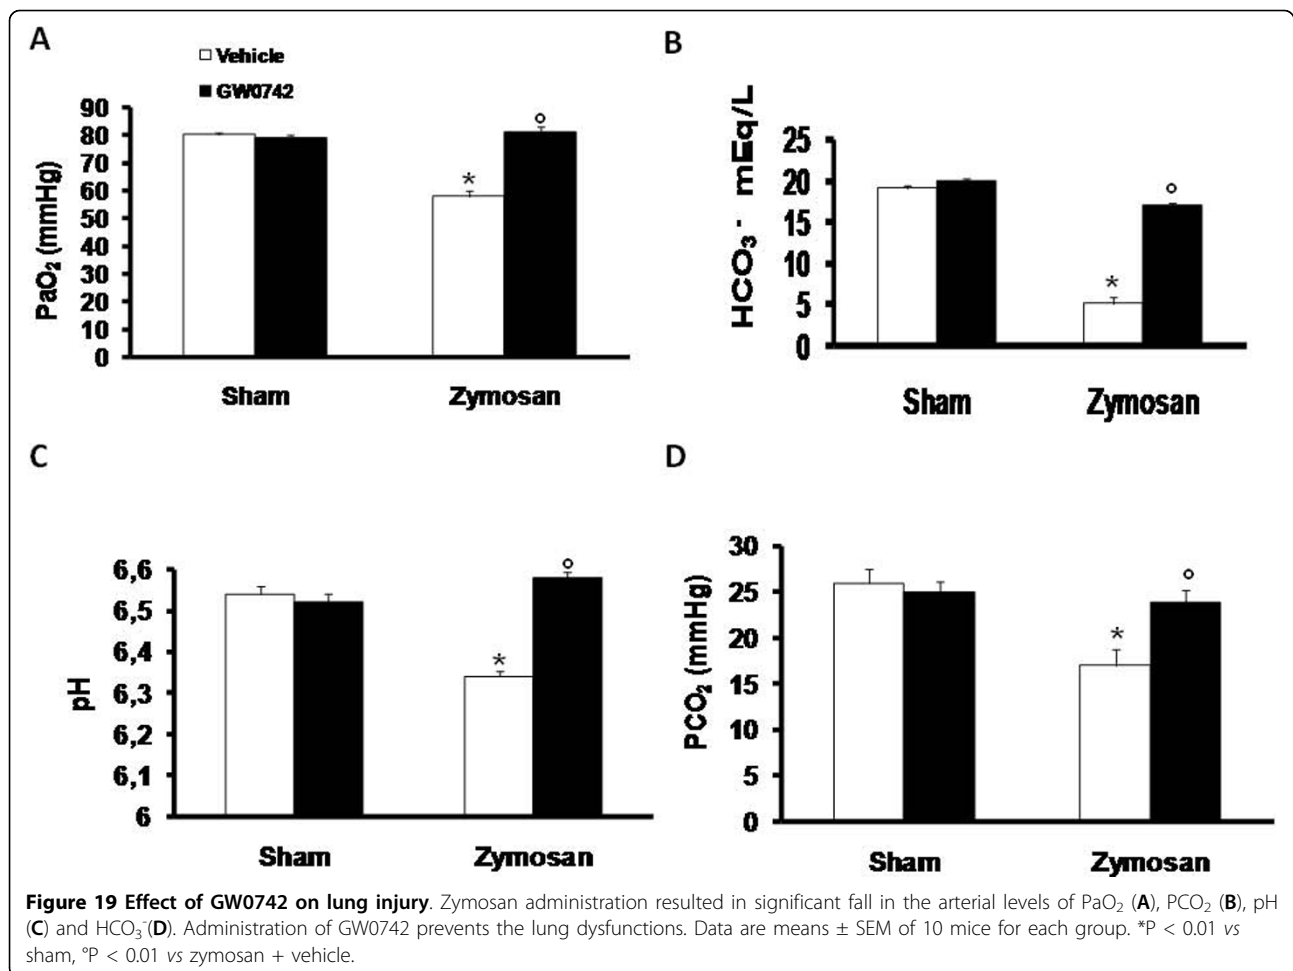 A
Vehicle
GW0742
90
80
70
60
50
40
30
20
10
0
PaO₂ (mmHg)
*
°
Sham Zymosan
B
25
20
15
10
5
0
HCO₃⁻ mEq/L
*
°
Sham Zymosan
C
6,6
6,5
6,4
6,3
6,2
6,1
6
pH
*
°
Sham Zymosan
D
30
25
20
15
10
5
0
PCO₂ (mmHg)
*
°
Sham Zymosan
Figure 19 Effect of GW0742 on lung injury. Zymosan administration resulted in significant fall in the arterial levels of PaO₂ (A), PCO₂ (B), pH
(C) and HCO₃⁻(D). Administration of GW0742 prevents the lung dysfunctions. Data are means ± SEM of 10 mice for each group. *P < 0.01 vs
sham, °P < 0.01 vs zymosan + vehicle.